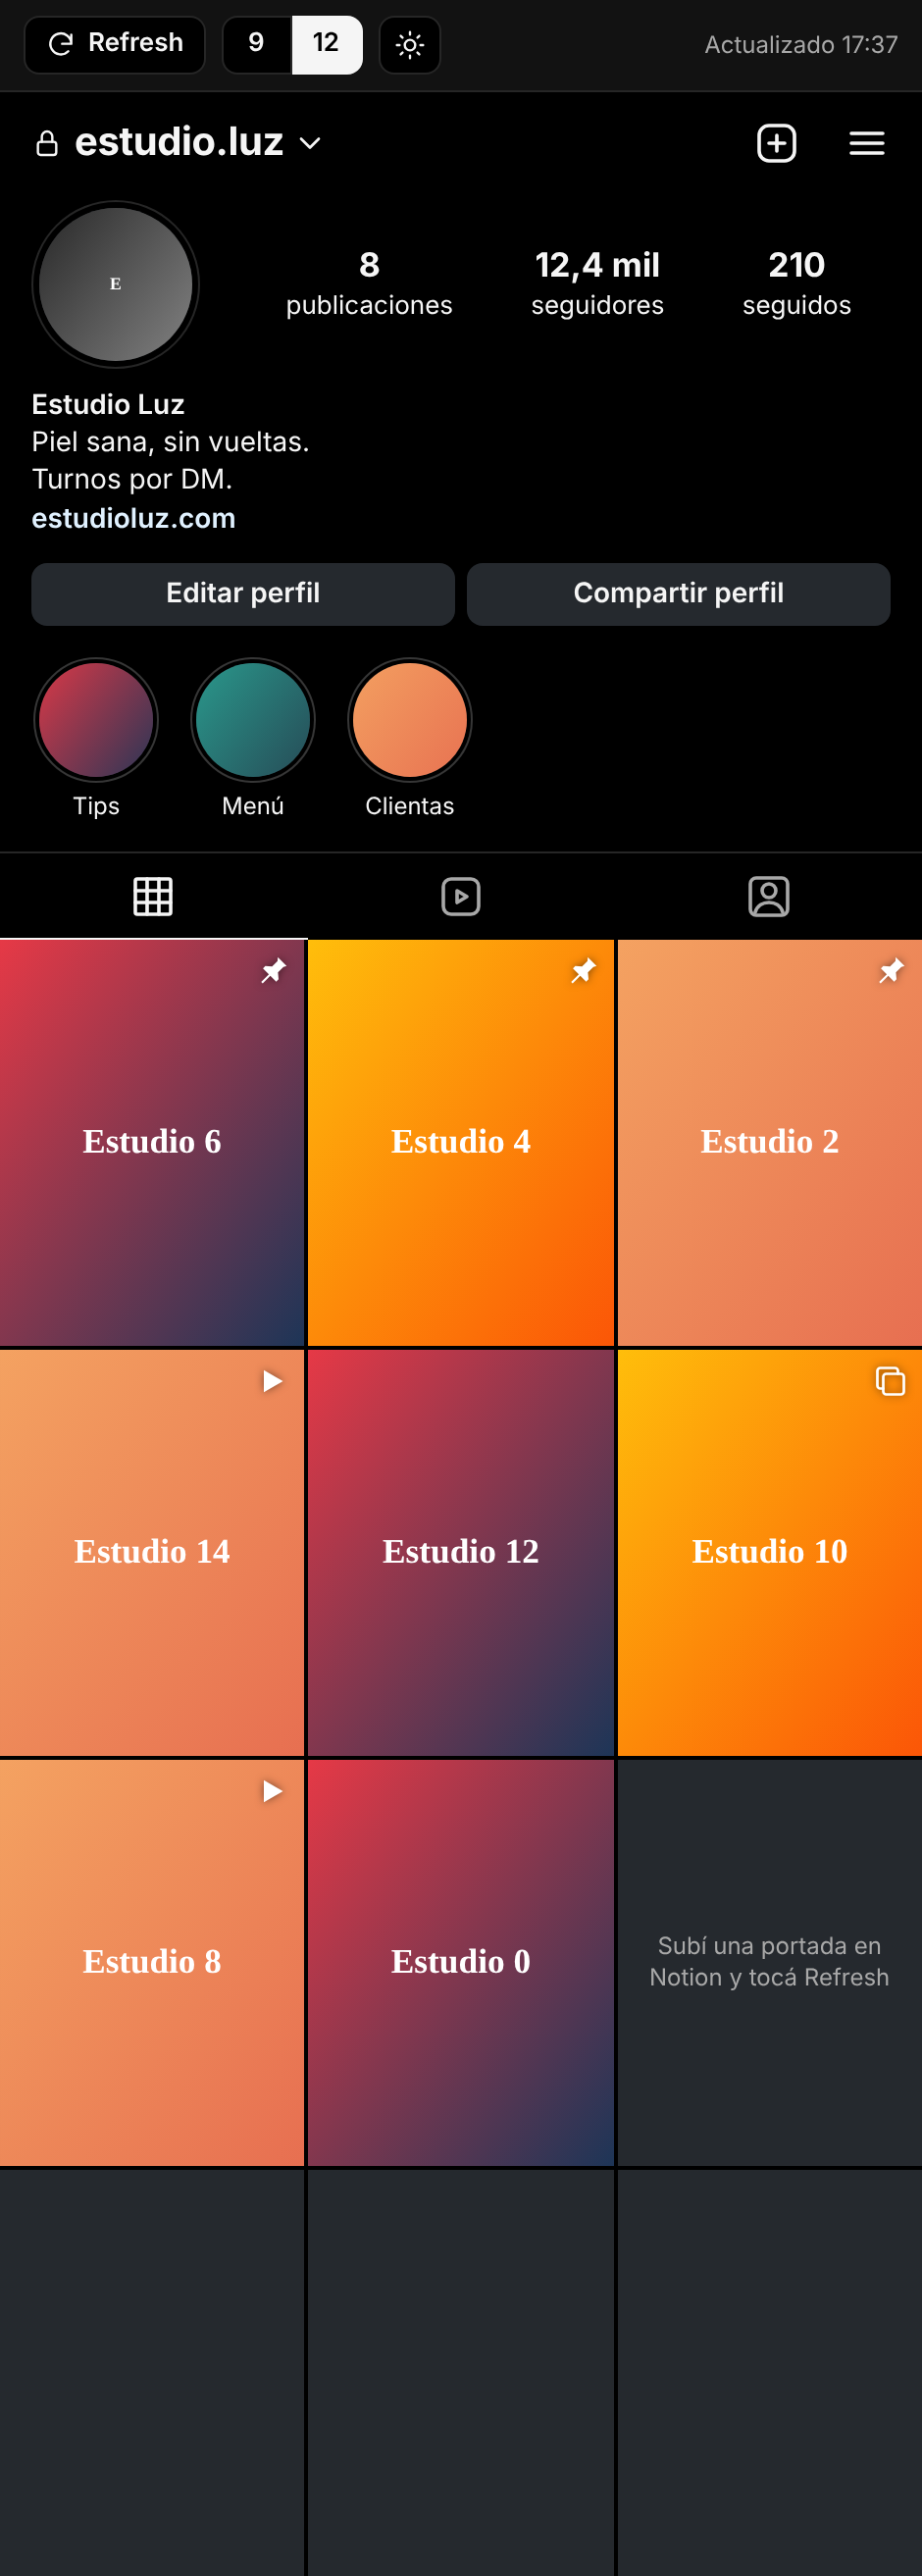 Refresh
9
12
Actualizado 17:37
estudio.luz
E
8
publicaciones
12,4 mil
seguidores
210
seguidos
Estudio Luz
Piel sana, sin vueltas.
Turnos por DM.
estudioluz.com
Editar perfil
Compartir perfil
Tips
Menú
Clientas
Estudio 6
Estudio 4
Estudio 2
Estudio 14
Estudio 12
Estudio 10
Estudio 8
Estudio 0
Subí una portada en
Notion y tocá Refresh